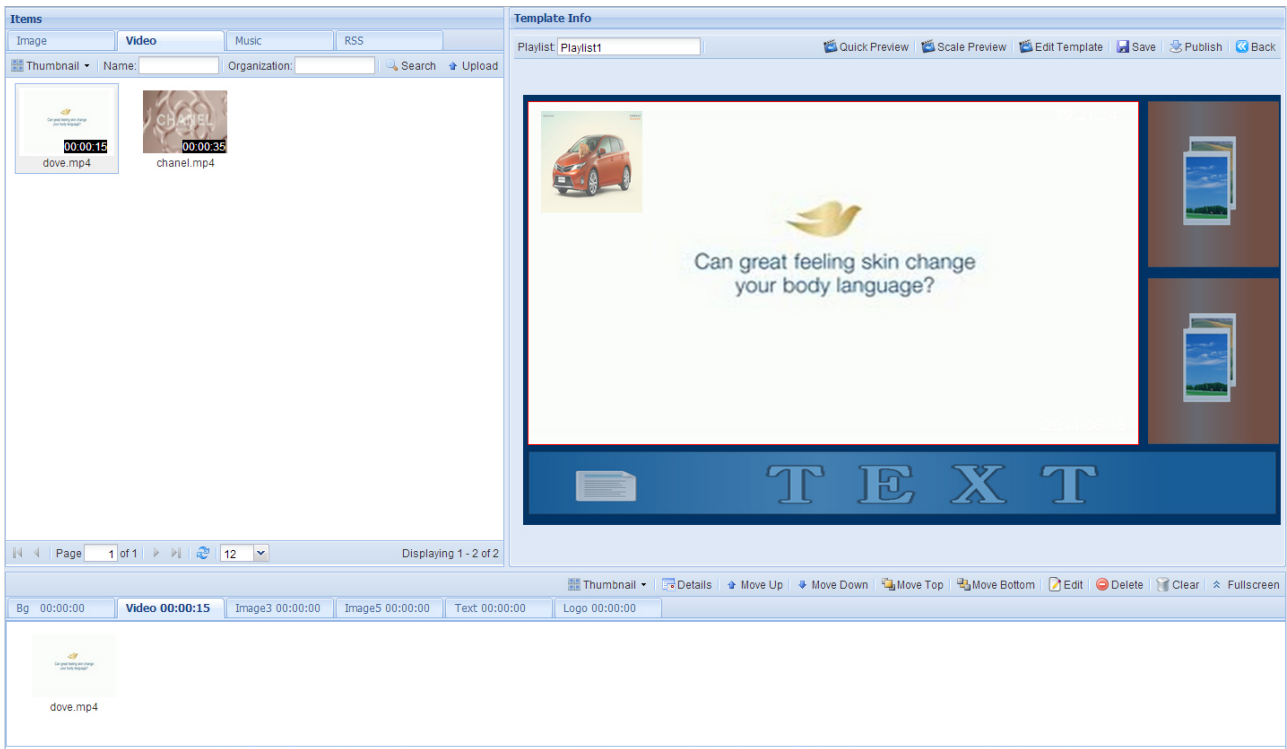 Items
Image Video Music RSS
Thumbnail Name: Organization: Search Upload
00:00:15
dove.mp4
CHANEL
00:00:35
chanel.mp4
Page 1 of 1 12 Displaying 1 - 2 of 2
Template Info
Playlist: Playlist1 Quick Preview Scale Preview Edit Template Save Publish Back
Can great feeling skin change
your body language?
TEXT
Thumbnail Details Move Up Move Down Move Top Move Bottom Edit Delete Clear Fullscreen
Bg 00:00:00 Video 00:00:15 Image3 00:00:00 Image5 00:00:00 Text 00:00:00 Logo 00:00:00
dove.mp4